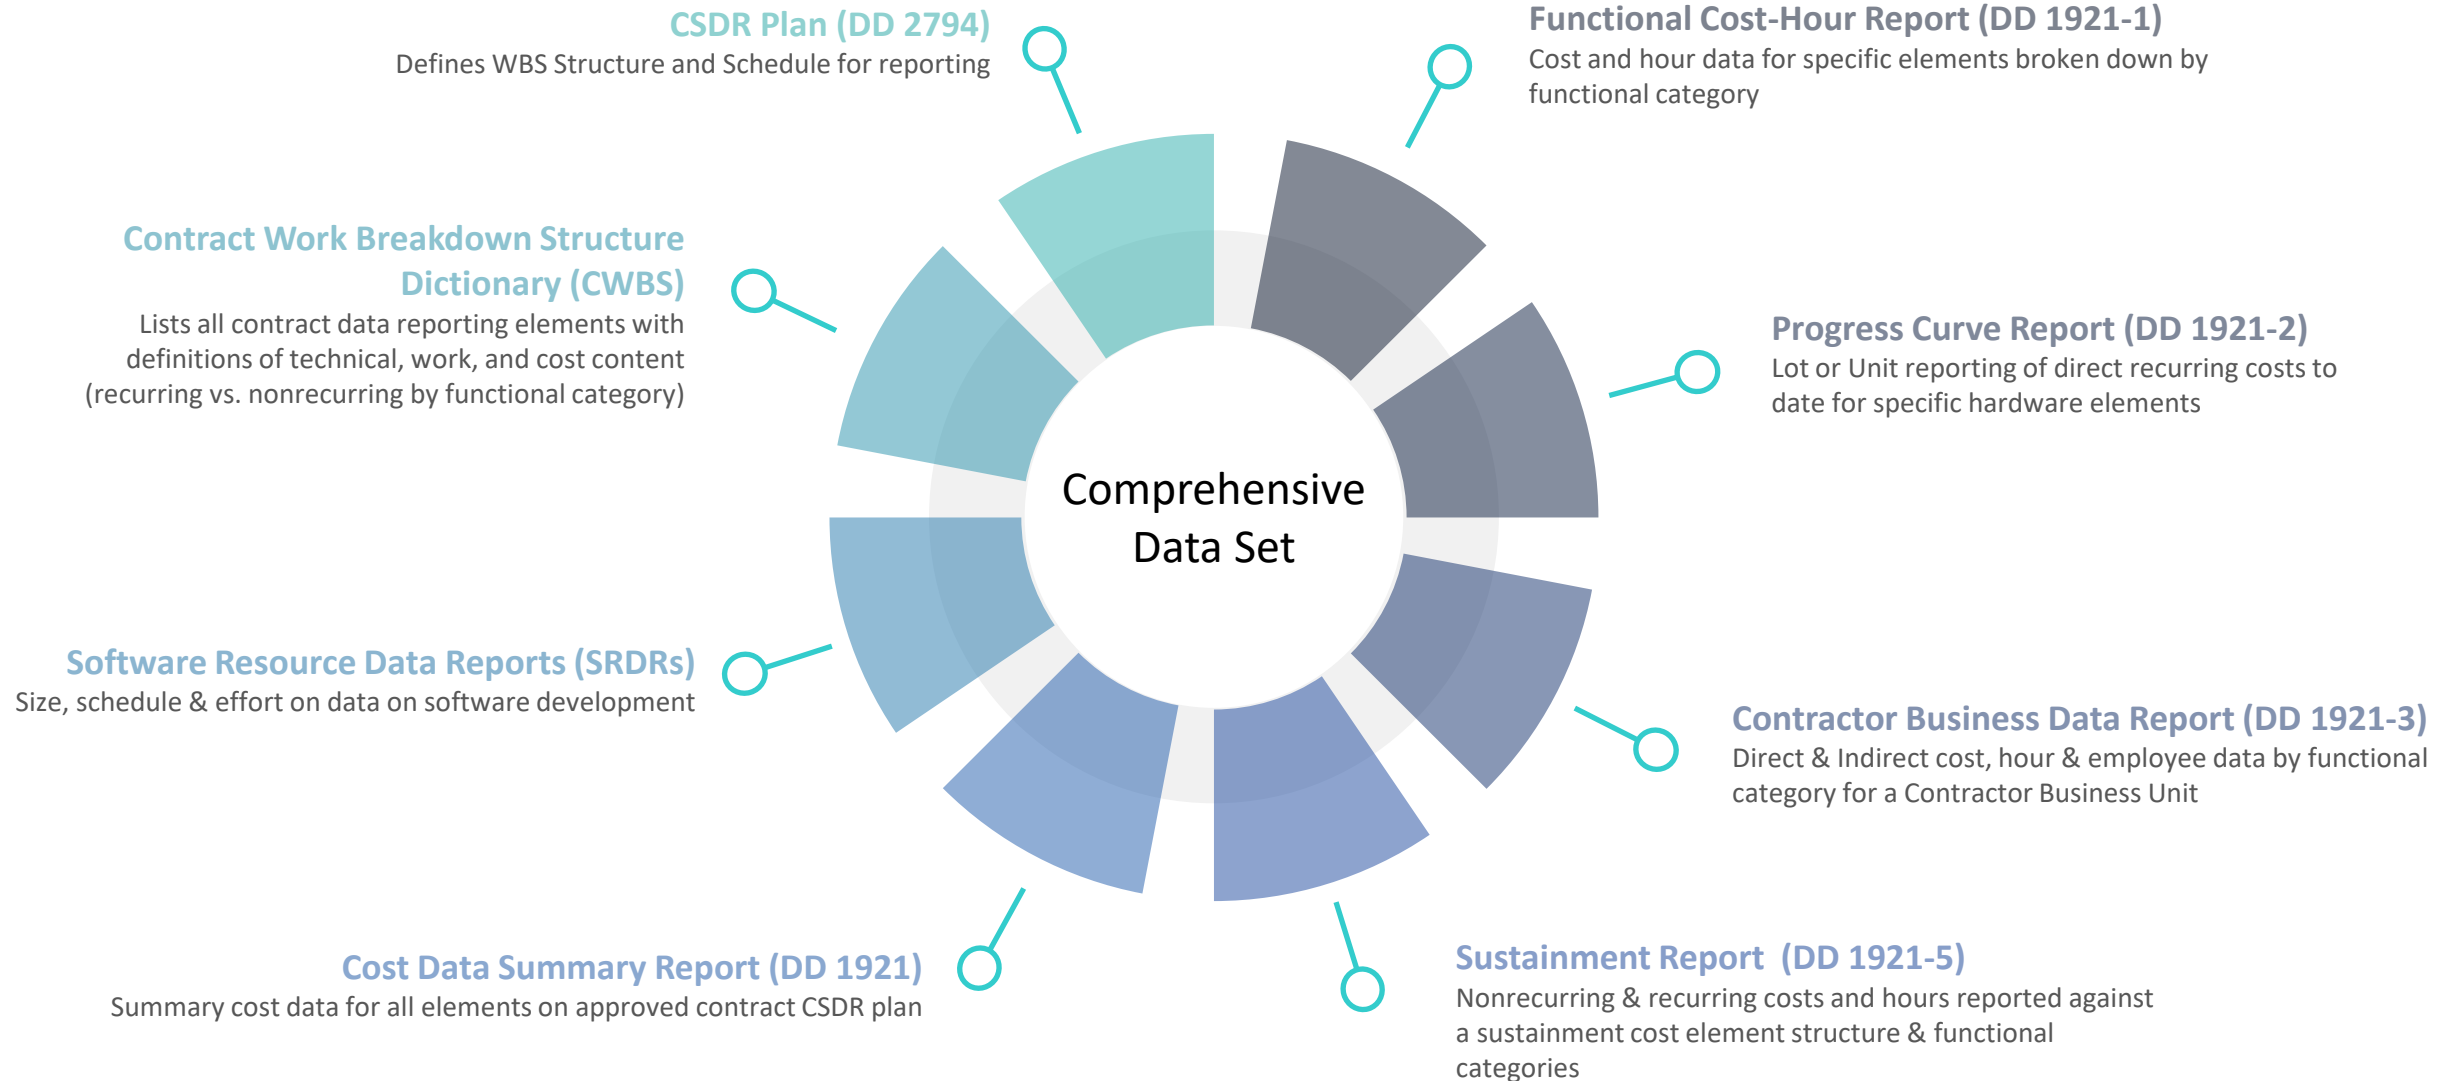 CSDR Plan (DD 2794)
Defines WBS Structure and Schedule for reporting
Functional Cost-Hour Report (DD 1921-1)
Cost and hour data for specific elements broken down by
functional category
Contract Work Breakdown Structure
Dictionary (CWBS)
Lists all contract data reporting elements with
definitions of technical, work, and cost content
(recurring vs. nonrecurring by functional category)
Progress Curve Report (DD 1921-2)
Lot or Unit reporting of direct recurring costs to
date for specific hardware elements
Comprehensive
Data Set
Software Resource Data Reports (SRDRs)
Size, schedule & effort on data on software development
Contractor Business Data Report (DD 1921-3)
Direct & Indirect cost, hour & employee data by functional
category for a Contractor Business Unit
Cost Data Summary Report (DD 1921)
Summary cost data for all elements on approved contract CSDR plan
Sustainment Report  (DD 1921-5)
Nonrecurring & recurring costs and hours reported against
a sustainment cost element structure & functional
categories